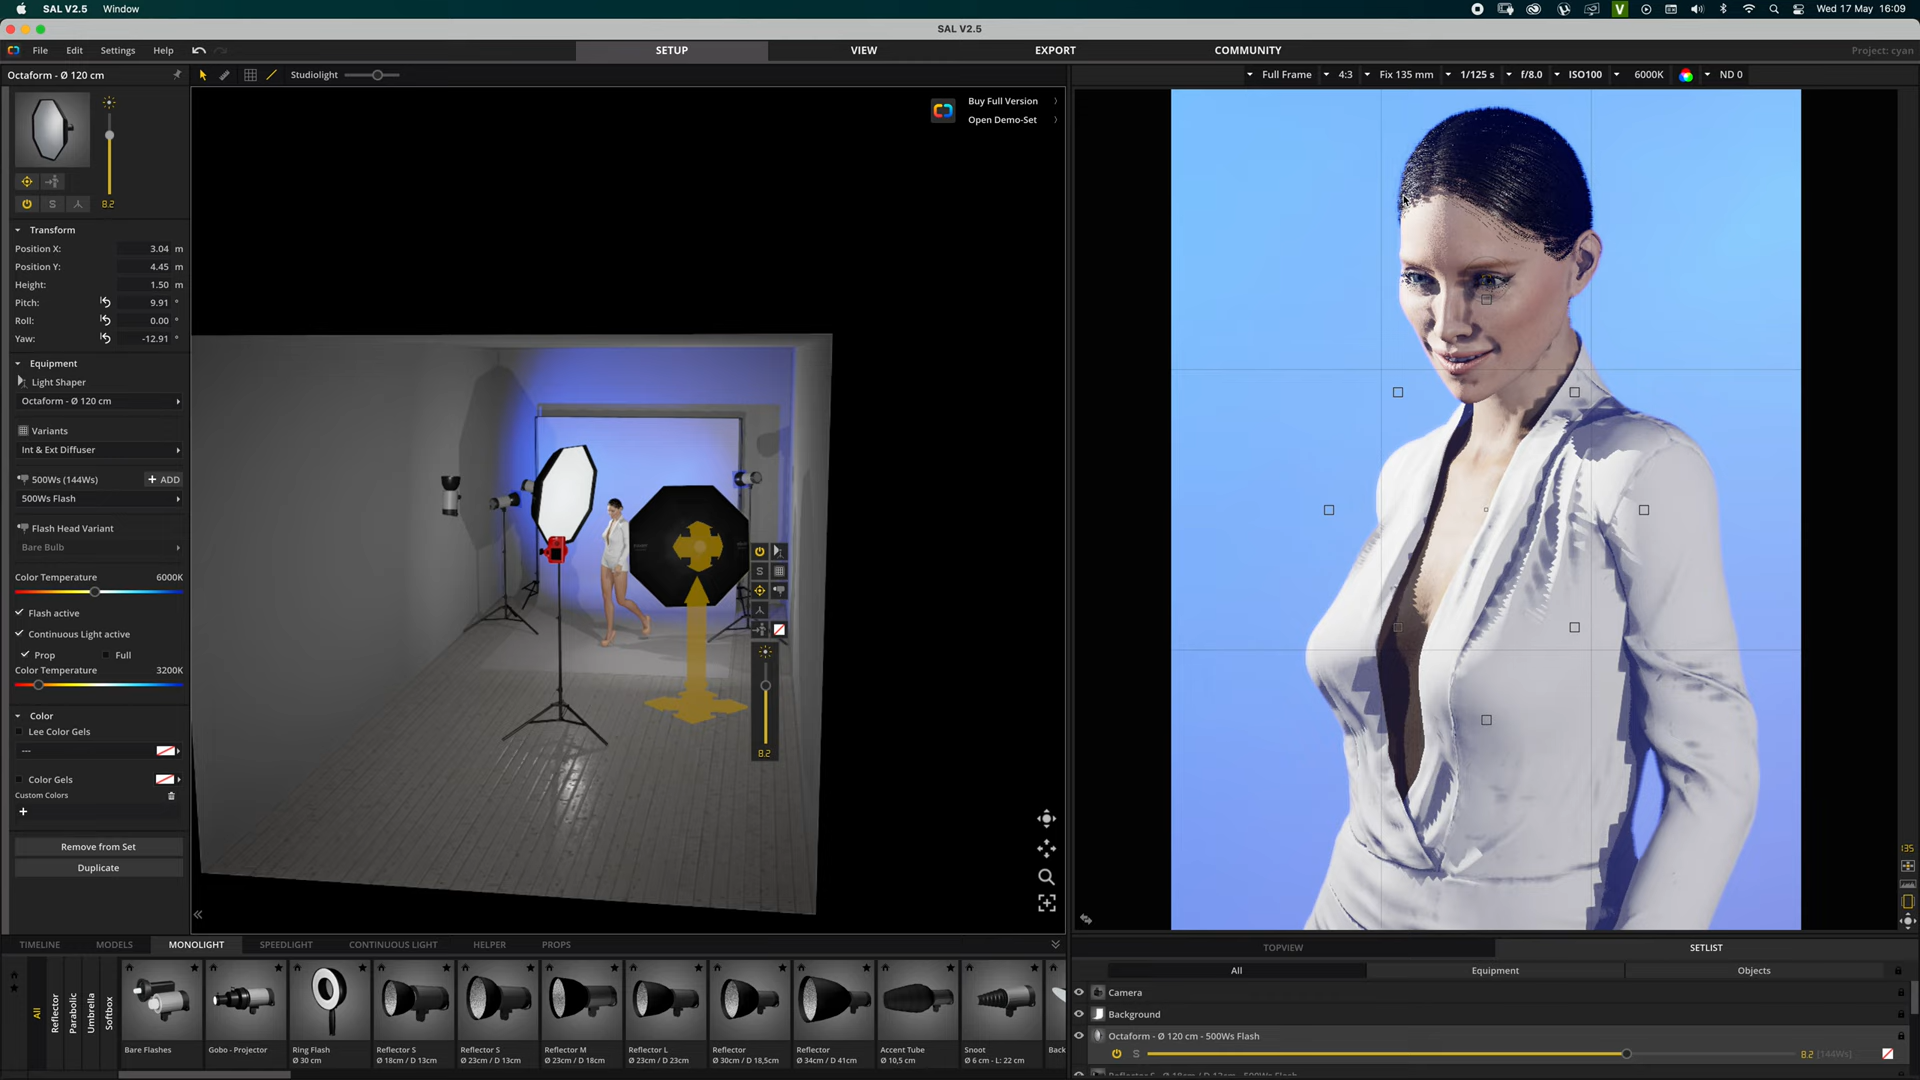 SAL V2.5 Window Wed 17 May 16:09
SAL V2.5
File Edit Settings Help SETUP VIEW EXPORT COMMUNITY Project: cyan
Octaform - Ø 120 cm Studiolight Full Frame 4:3 Fix 135 mm 1/125 s f/8.0 ISO100 6000K ND 0
Buy Full Version
Open Demo-Set
S 8.2
Transform
Position X: 3.04 m
Position Y: 4.45 m
Height: 1.50 m
Pitch: 9.91 °
Roll: 0.00 °
Yaw: -12.91 °
Equipment
Light Shaper
Octaform - Ø 120 cm
Variants
Int & Ext Diffuser
500Ws (144Ws) + ADD
500Ws Flash
Flash Head Variant
Bare Bulb
Color Temperature 6000K
Flash active
Continuous Light active
Prop Full
Color Temperature 3200K
Color
Lee Color Gels
---
Color Gels
Custom Colors
+
Remove from Set
Duplicate
S
8.2
135
TIMELINE MODELS MONOLIGHT SPEEDLIGHT CONTINUOUS LIGHT HELPER PROPS
All Reflector Parabolic Umbrella Softbox
Bare Flashes
Gobo - Projector
Ring Flash
Ø 30 cm
Reflector S
Ø 18cm / D 13cm
Reflector S
Ø 23cm / D 13cm
Reflector M
Ø 23cm / D 18cm
Reflector L
Ø 23cm / D 23cm
Reflector
Ø 30cm / D 18,5cm
Reflector
Ø 34cm / D 41cm
Accent Tube
Ø 10,5 cm
Snoot
Ø 6 cm - L: 22 cm
Back
TOPVIEW SETLIST
All Equipment Objects
Camera
Background
Octaform - Ø 120 cm - 500Ws Flash
S 8.2 (144Ws)